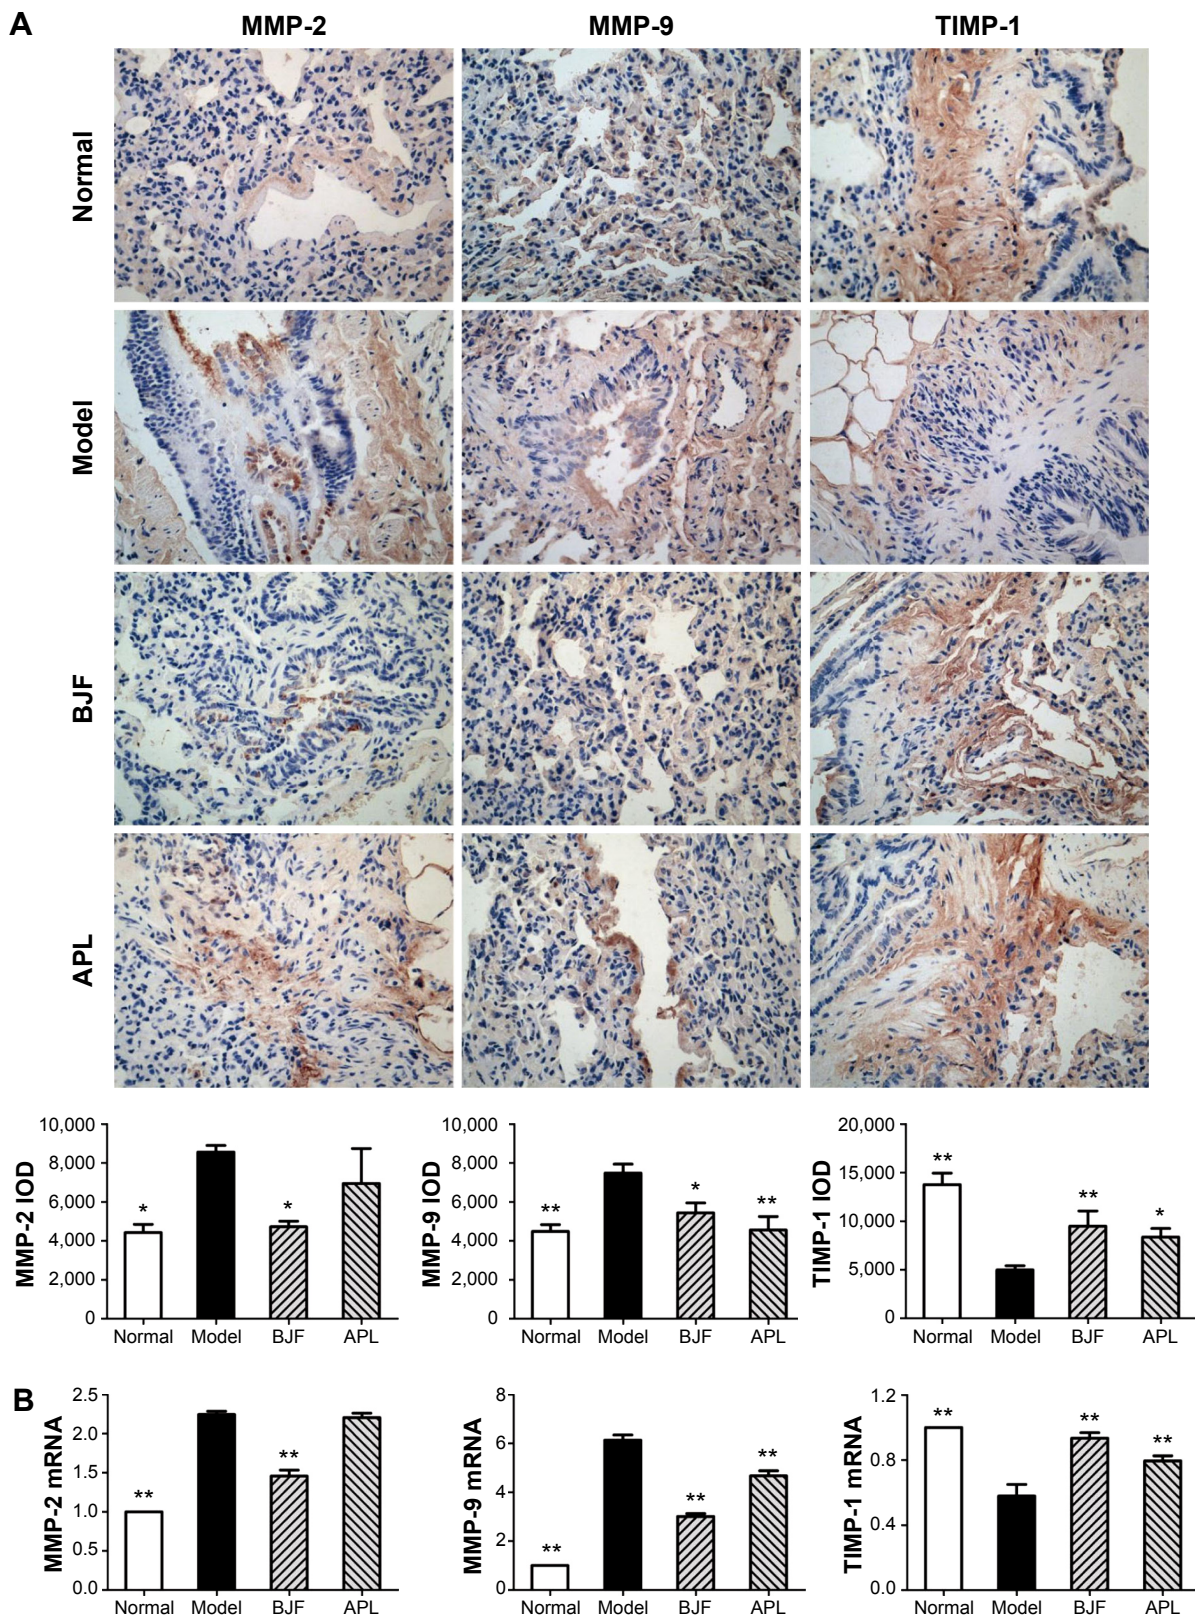 A
MMP-2 MMP-9 TIMP-1
Normal
Model
BJF
APL
MMP-2 IOD
10,000
8,000
6,000
4,000
2,000
0
* *
Normal Model BJF APL
MMP-9 IOD
10,000
8,000
6,000
4,000
2,000
0
** * **
Normal Model BJF APL
TIMP-1 IOD
20,000
15,000
10,000
5,000
0
** ** *
Normal Model BJF APL
B
MMP-2 mRNA
2.5
2.0
1.5
1.0
0.5
0.0
** **
Normal Model BJF APL
MMP-9 mRNA
8
6
4
2
0
** ** **
Normal Model BJF APL
TIMP-1 mRNA
1.2
0.8
0.4
0.0
** ** **
Normal Model BJF APL